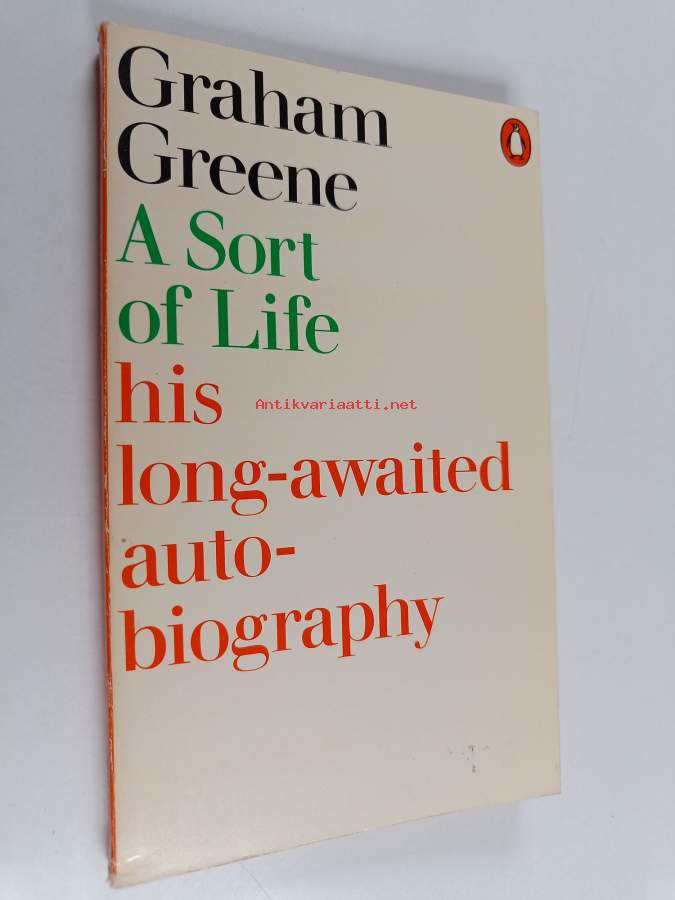 Graham
Greene
A Sort
of Life
his
Antikvariaatti.net
long-awaited
auto-
biography